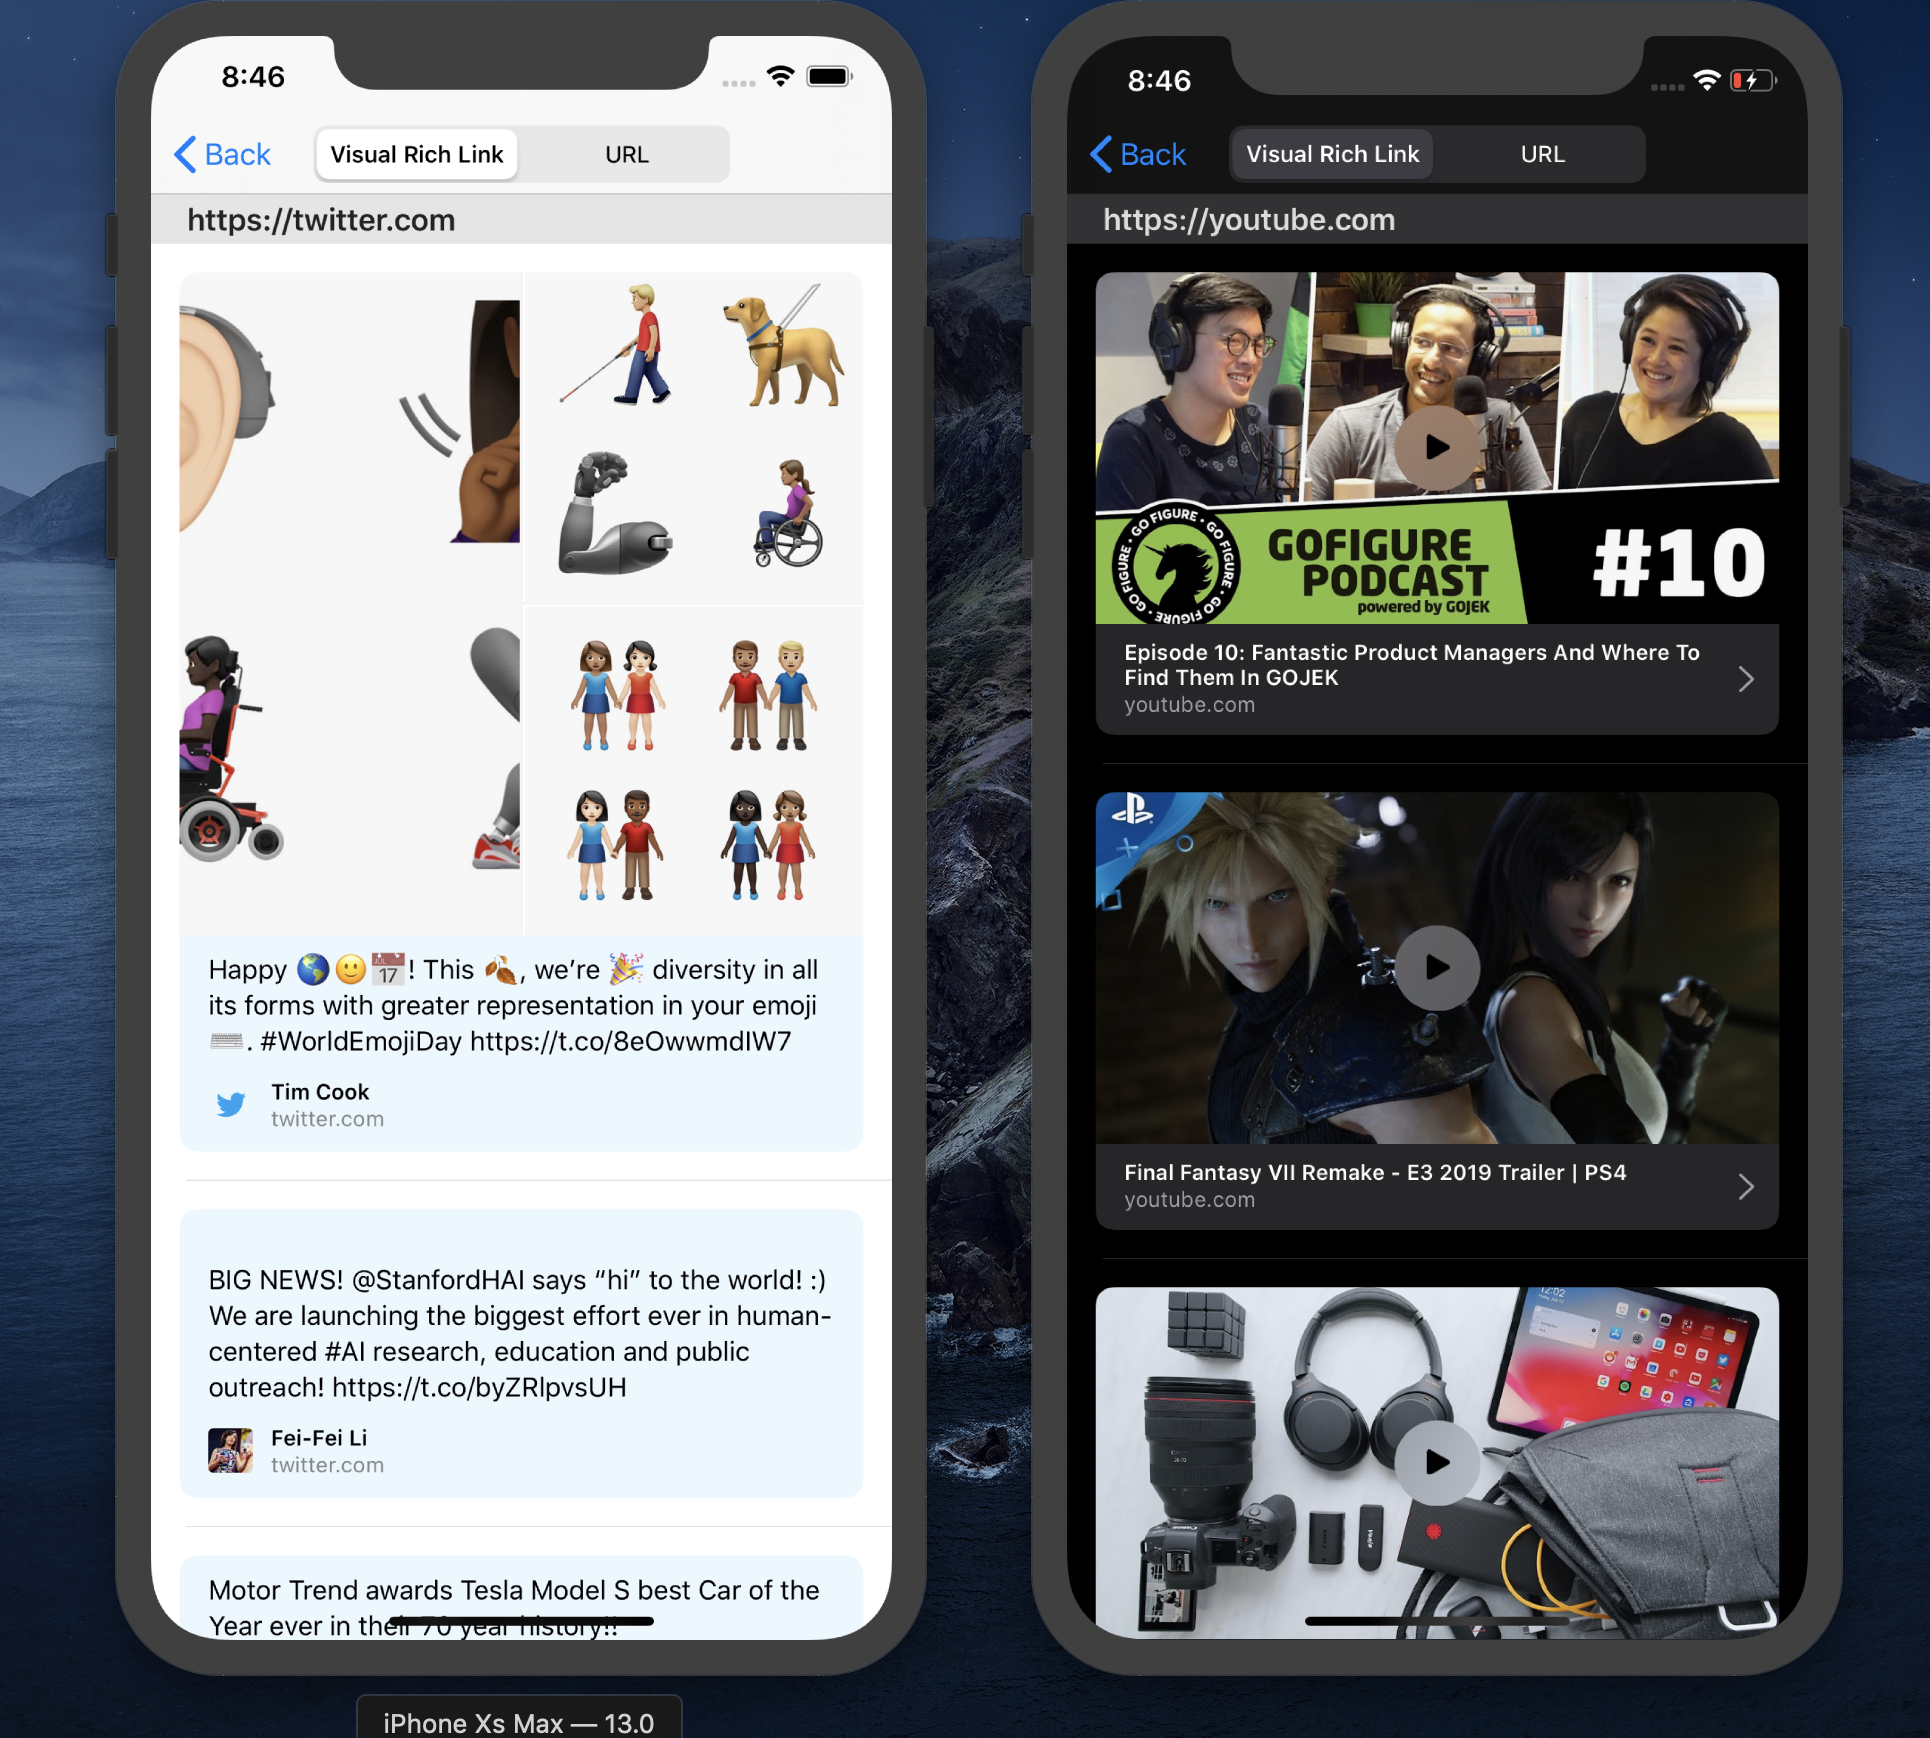 8:46
Back
Visual Rich Link
URL
https://twitter.com
JUL
17
Happy 🌎🙂📅! This 🍂, we’re 🎉 diversity in all
its forms with greater representation in your emoji
⌨️. #WorldEmojiDay https://t.co/8eOwwmdIW7
Tim Cook
twitter.com
BIG NEWS! @StanfordHAI says “hi” to the world! :)
We are launching the biggest effort ever in human-
centered #AI research, education and public
outreach! https://t.co/byZRlpvsUH
Fei-Fei Li
twitter.com
Motor Trend awards Tesla Model S best Car of the
Year ever in their 70 year history!!
iPhone Xs Max — 13.0
8:46
Back
Visual Rich Link
URL
https://youtube.com
GO FIGURE • GO FIGURE • GO FIGURE • GO FIGURE •
GOFIGURE
PODCAST
powered by GOJEK
#10
Episode 10: Fantastic Product Managers And Where To
Find Them In GOJEK
youtube.com
Final Fantasy VII Remake - E3 2019 Trailer | PS4
youtube.com
12:02
Canon